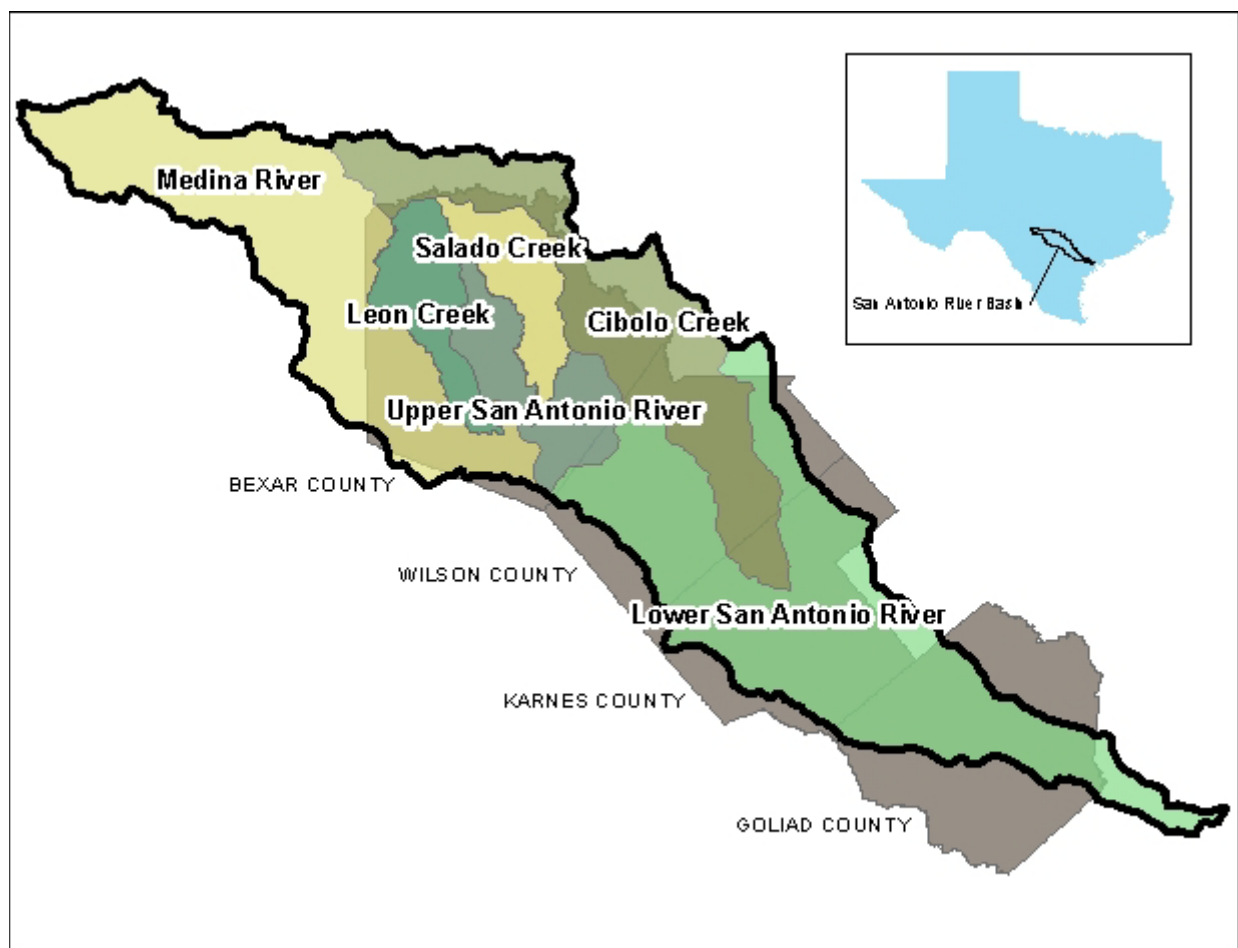 Medina River
Salado Creek
Leon Creek
Cibolo Creek
Upper San Antonio River
San Antonio River Basin
BEXAR COUNTY
WILSON COUNTY
Lower San Antonio River
KARNES COUNTY
GOLIAD COUNTY